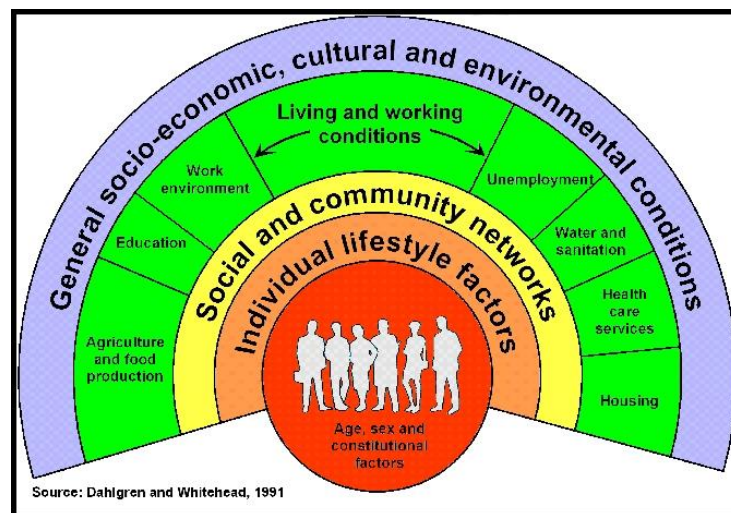 General socio-economic, cultural and environmental conditions
Living and working
conditions
Work
environment
Unemployment
Education
Water and
sanitation
Agriculture
and food
production
Health
care
services
Housing
Social and community networks
Individual lifestyle factors
Age, sex and
constitutional
factors
Source: Dahlgren and Whitehead, 1991